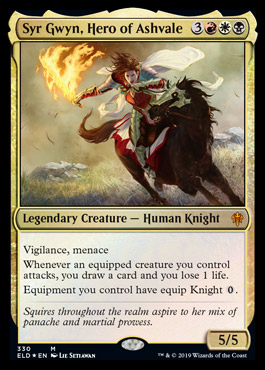 Syr Gwyn, Hero of Ashvale 3
Legendary Creature — Human Knight
Vigilance, menace
Whenever an equipped creature you control
attacks, you draw a card and you lose 1 life.
Equipment you control have equip Knight 0.
Squires throughout the realm aspire to her mix of
panache and martial prowess.
5/5
330 M
ELD ★ EN Lie Setiawan
™ & © 2019 Wizards of the Coast